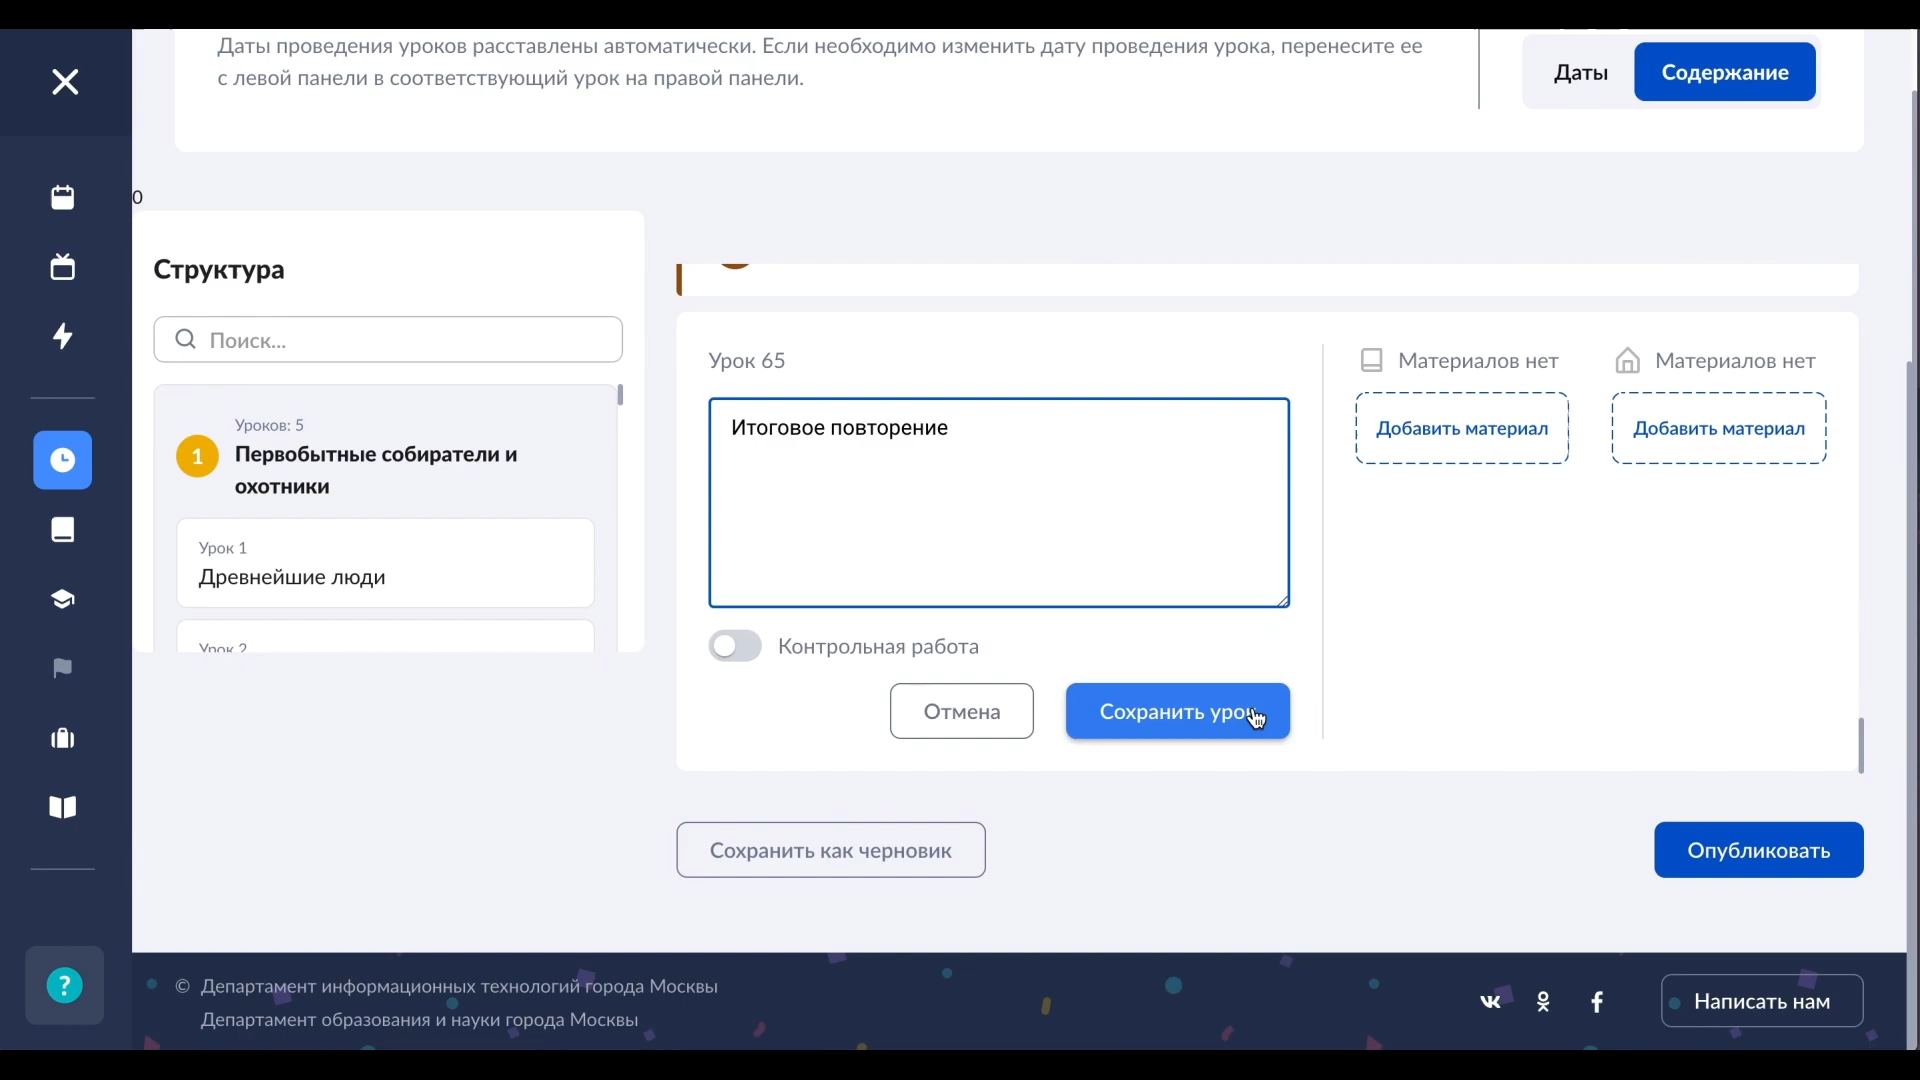 Даты проведения уроков расставлены автоматически. Если необходимо изменить дату проведения урока, перенесите ее
с левой панели в соответствующий урок на правой панели.
Даты
Содержание
0
Структура
Поиск...
Уроков: 5
1
Первобытные собиратели и
охотники
Урок 1
Древнейшие люди
Урок 2
Урок 65
Итоговое повторение
Контрольная работа
Отмена
Сохранить урок
Материалов нет
Добавить материал
Материалов нет
Добавить материал
Сохранить как черновик
Опубликовать
?
© Департамент информационных технологий города Москвы
Департамент образования и науки города Москвы
Написать нам